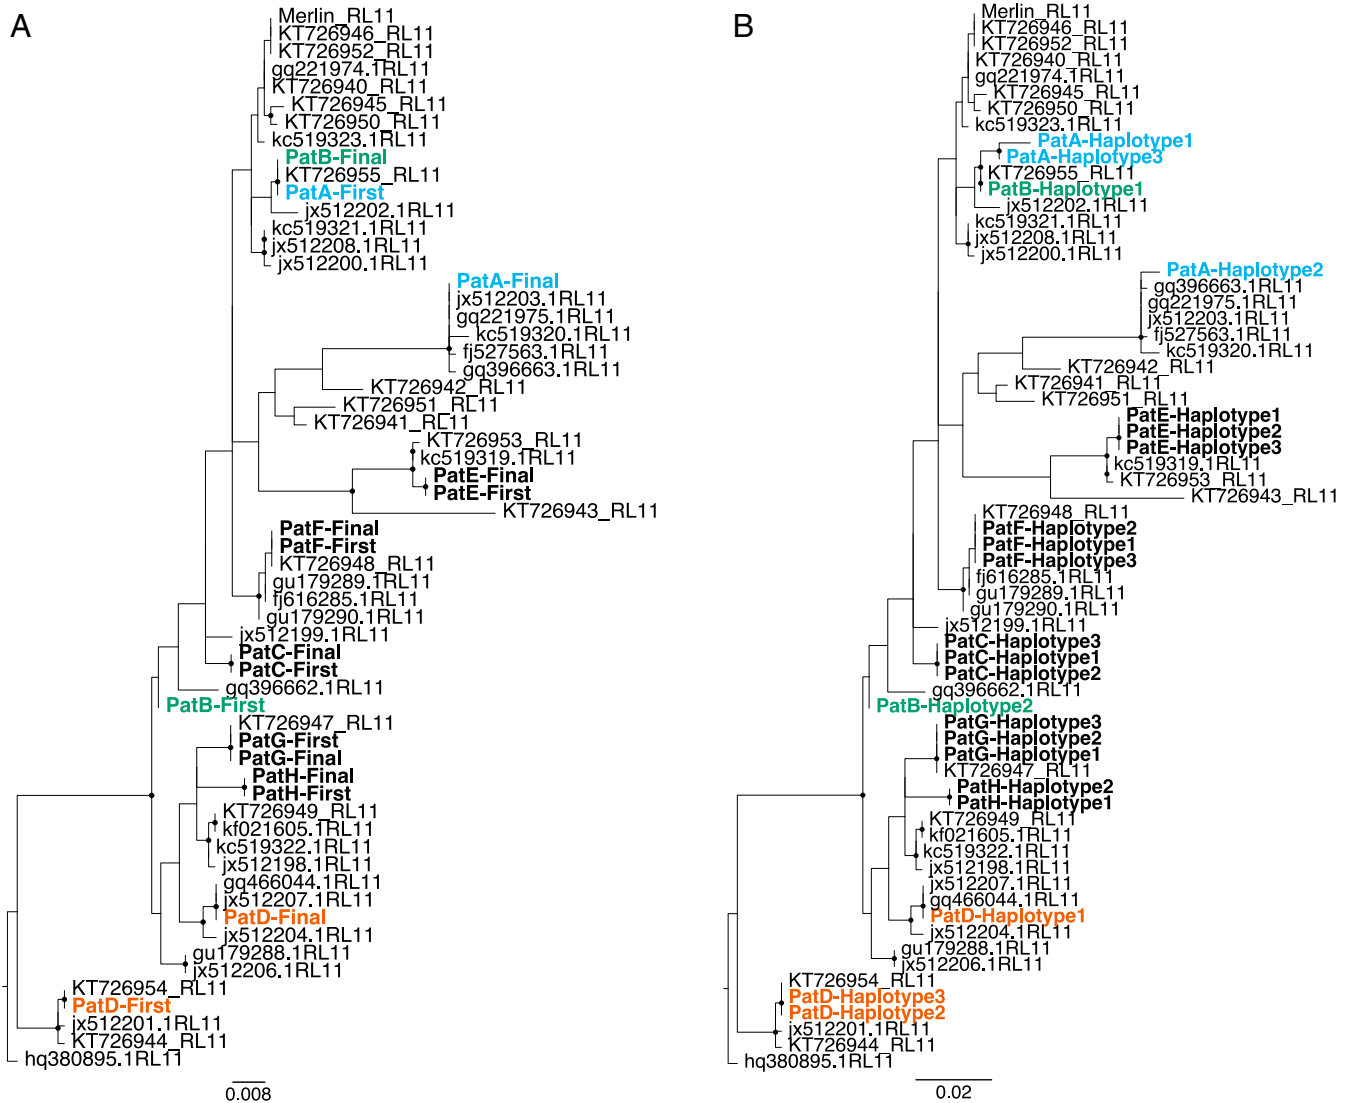 A
Merlin_RL11
KT726946_RL11
KT726952_RL11
gq221974.1RL11
KT726940_RL11
KT726945_RL11
KT726950_RL11
kc519323.1RL11
PatB-Final
KT726955_RL11
PatA-First
jx512202.1RL11
kc519321.1RL11
jx512208.1RL11
jx512200.1RL11
PatA-Final
jx512203.1RL11
gq221975.1RL11
kc519320.1RL11
fj527563.1RL11
gq396663.1RL11
KT726942_RL11
KT726951_RL11
KT726941_RL11
KT726953_RL11
kc519319.1RL11
PatE-Final
PatE-First
KT726943_RL11
PatF-Final
PatF-First
KT726948_RL11
gu179289.1RL11
fj616285.1RL11
gu179290.1RL11
jx512199.1RL11
PatC-Final
PatC-First
gq396662.1RL11
PatB-First
KT726947_RL11
PatG-First
PatG-Final
PatH-Final
PatH-First
KT726949_RL11
kf021605.1RL11
kc519322.1RL11
jx512198.1RL11
gq466044.1RL11
jx512207.1RL11
PatD-Final
jx512204.1RL11
gu179288.1RL11
jx512206.1RL11
KT726954_RL11
PatD-First
jx512201.1RL11
KT726944_RL11
hq380895.1RL11
0.008
B
Merlin_RL11
KT726946_RL11
KT726952_RL11
KT726940_RL11
gq221974.1RL11
KT726945_RL11
KT726950_RL11
kc519323.1RL11
PatA-Haplotype1
PatA-Haplotype3
KT726955_RL11
PatB-Haplotype1
jx512202.1RL11
kc519321.1RL11
jx512208.1RL11
jx512200.1RL11
PatA-Haplotype2
gq396663.1RL11
gq221975.1RL11
jx512203.1RL11
fj527563.1RL11
kc519320.1RL11
KT726942_RL11
KT726941_RL11
KT726951_RL11
PatE-Haplotype1
PatE-Haplotype2
PatE-Haplotype3
kc519319.1RL11
KT726953_RL11
KT726943_RL11
KT726948_RL11
PatF-Haplotype2
PatF-Haplotype1
PatF-Haplotype3
fj616285.1RL11
gu179289.1RL11
gu179290.1RL11
jx512199.1RL11
PatC-Haplotype3
PatC-Haplotype1
PatC-Haplotype2
gq396662.1RL11
PatB-Haplotype2
PatG-Haplotype3
PatG-Haplotype2
PatG-Haplotype1
KT726947_RL11
PatH-Haplotype2
PatH-Haplotype1
KT726949_RL11
kf021605.1RL11
kc519322.1RL11
jx512198.1RL11
jx512207.1RL11
gq466044.1RL11
PatD-Haplotype1
jx512204.1RL11
gu179288.1RL11
jx512206.1RL11
KT726954_RL11
PatD-Haplotype3
PatD-Haplotype2
jx512201.1RL11
KT726944_RL11
hq380895.1RL11
0.02